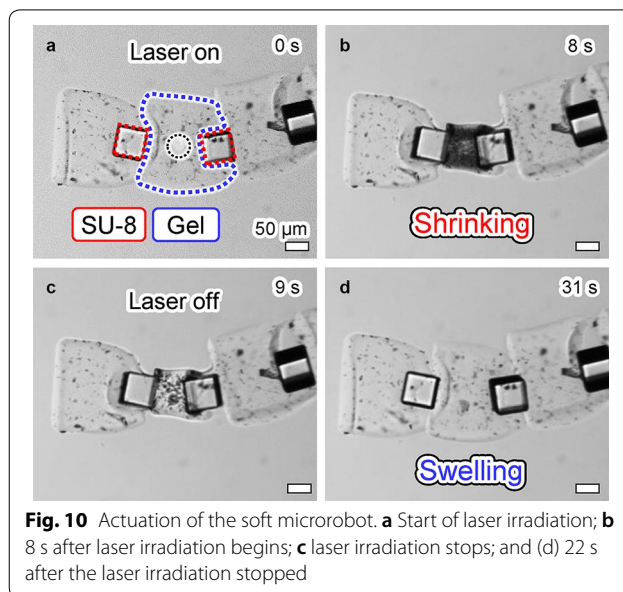 a Laser on 0 s
SU-8 Gel 50 µm
b 8 s
Shrinking
c Laser off 9 s
d 31 s
Swelling
Fig. 10 Actuation of the soft microrobot. a Start of laser irradiation; b
8 s after laser irradiation begins; c laser irradiation stops; and (d) 22 s
after the laser irradiation stopped